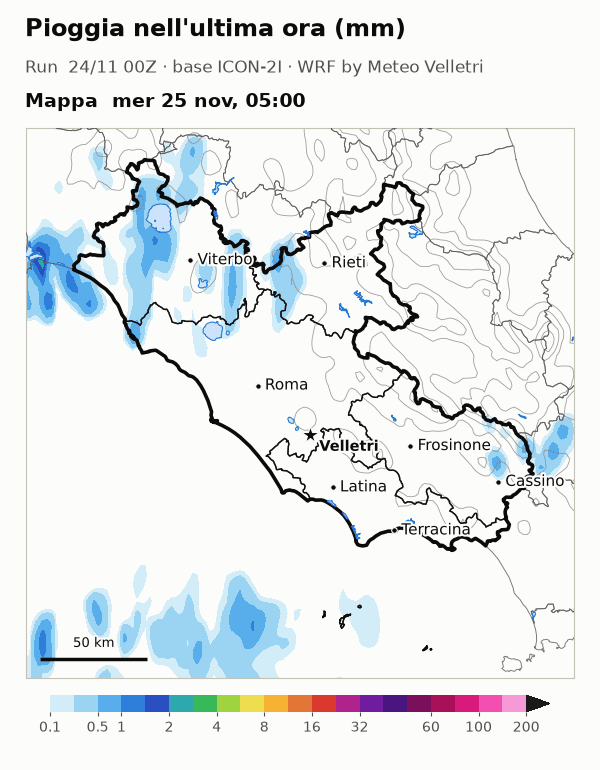 Pioggia nell'ultima ora (mm)
Run  24/11 00Z · base ICON-2I · WRF by Meteo Velletri
Mappa  mer 25 nov, 05:00
Viterbo
Rieti
Roma
Velletri
Frosinone
Latina
Cassino
Terracina
50 km
0.1 0.5 1 2 4 8 16 32 60 100 200